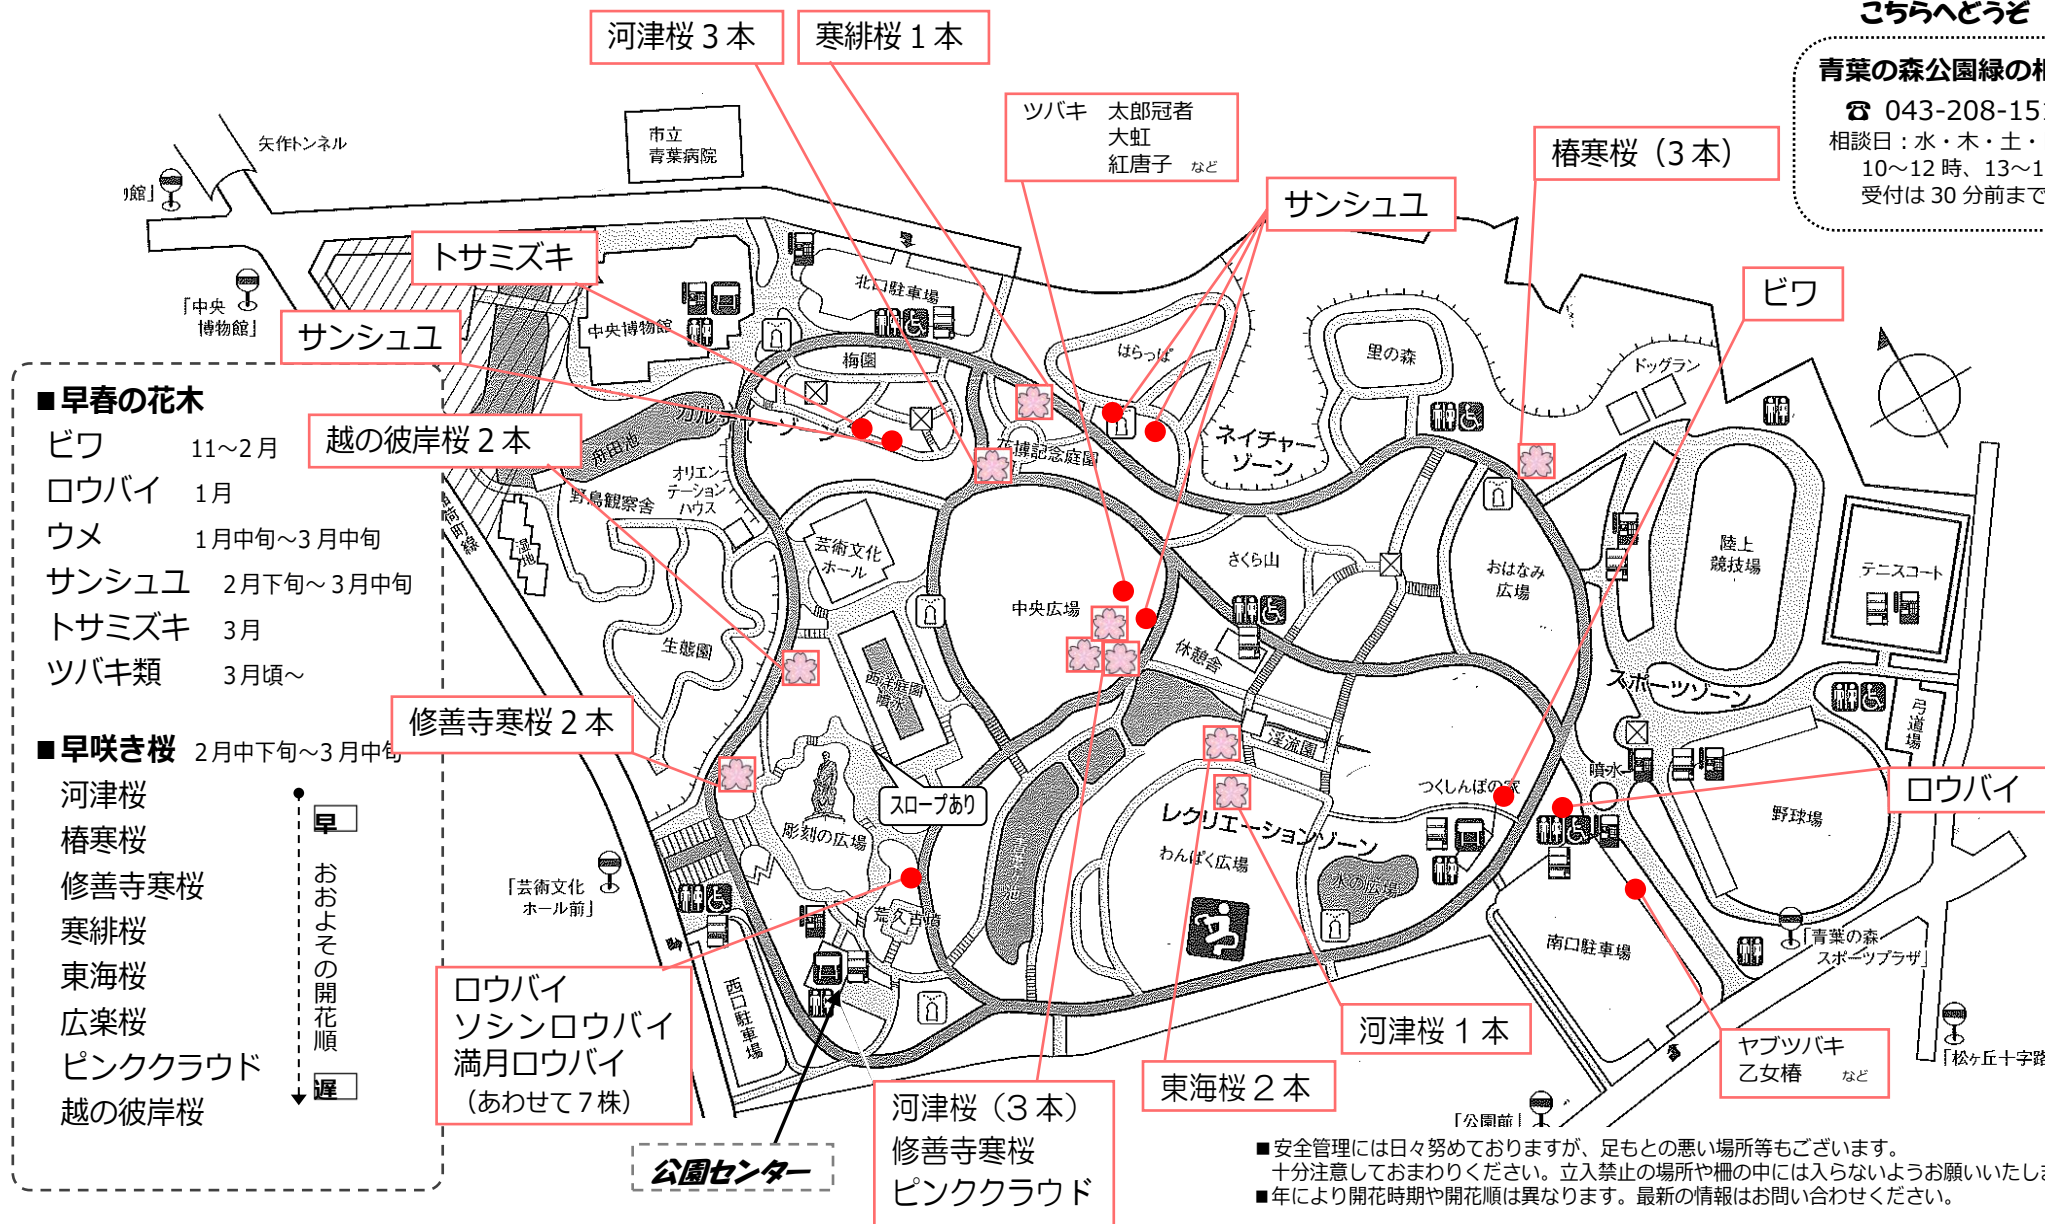 こちらへどうぞ
河津桜３本
寒緋桜１本
青葉の森公園緑の相
☎ 043-208-151
相談日：水・木・土・
10～12 時、13～1
受付は 30 分前まで
ツバキ　太郎冠者
大虹
紅唐子　など
椿寒桜（3 本）
矢作トンネル
市立
青葉病院
館」
サンシュユ
トサミズキ
ビワ
北口駐車場
「中央
博物館」
中央博物館
サンシュユ
はらっぱ
里の森
ドッグラン
梅園
■早春の花木
ビワ　11～2 月
ロウバイ　1月
ウメ　1月中旬～3 月中旬
サンシュユ　2月下旬～ 3 月中旬
トサミズキ　3月
ツバキ類　3月頃～
越の彼岸桜２本
舟田池
野鳥観察舎
オリエン
テーション
ハウス
湿地
荷町線
ネイチャー
ゾーン
芸術文化
ホール
さくら山
おはなみ
広場
陸上
競技場
テニスコート
中央広場
生態園
西洋庭園
噴水
休憩舎
スポーツゾーン
弓道場
修善寺寒桜２本
■早咲き桜　2月中下旬～3 月中旬
河津桜
椿寒桜
修善寺寒桜
寒緋桜
東海桜
広楽桜
ピンククラウド
越の彼岸桜
早
おおよその開花順
遅
渓流園
つくしんぼの家
噴水
ロウバイ
スロープあり
彫刻の広場
レクリエーションゾーン
わんぱく広場
野球場
水の広場
青葉ヶ池
「芸術文化
ホール前」
荒久古墳
南口駐車場
「青葉の森
スポーツプラザ」
西口駐車場
ロウバイ
ソシンロウバイ
満月ロウバイ
（あわせて７株）
河津桜１本
東海桜２本
ヤブツバキ
乙女椿　など
「松ヶ丘十字路
河津桜（３本）
修善寺寒桜
ピンククラウド
「公園前」
公園センター
■安全管理には日々努めておりますが、足もとの悪い場所等もございます。
十分注意しておまわりください。立入禁止の場所や柵の中には入らないようお願いいたしま
■年により開花時期や開花順は異なります。最新の情報はお問い合わせください。